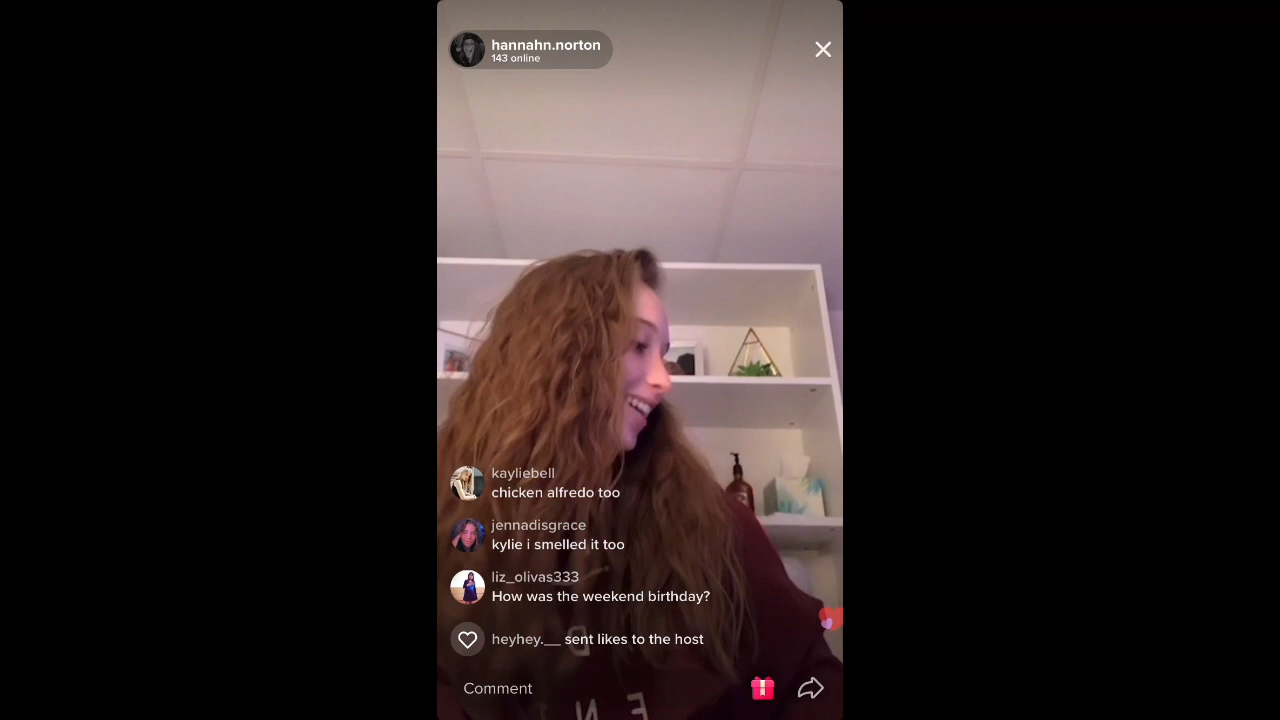 hannahn.norton
143 online
kayliebell
chicken alfredo too
jennadisgrace
kylie i smelled it too
liz_olivas333
How was the weekend birthday?
heyhey.__ sent likes to the host
Comment